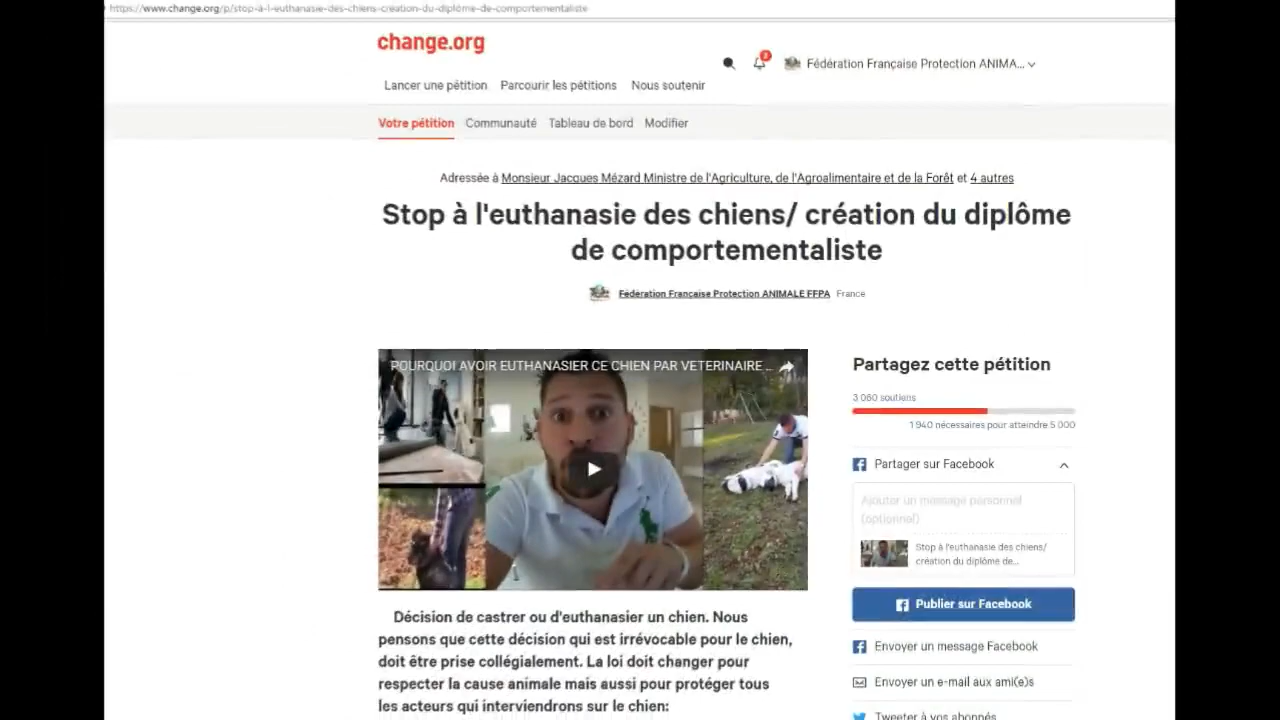 https://www.change.org/p/stop-à-l-euthanasie-des-chiens-création-du-diplôme-de-comportementaliste
change.org
2
Fédération Française Protection ANIMA...
Lancer une pétition Parcourir les pétitions Nous soutenir
Votre pétition Communauté Tableau de bord Modifier
Adressée à Monsieur Jacques Mézard Ministre de l'Agriculture, de l'Agroalimentaire et de la Forêt et 4 autres
Stop à l'euthanasie des chiens/ création du diplôme
de comportementaliste
Fédération Française Protection ANIMALE FFPA France
POURQUOI AVOIR EUTHANASIER CE CHIEN PAR VETERINAIRE ...
Décision de castrer ou d'euthanasier un chien. Nous
pensons que cette décision qui est irrévocable pour le chien,
doit être prise collégialement. La loi doit changer pour
respecter la cause animale mais aussi pour protéger tous
les acteurs qui interviendrons sur le chien:
Partagez cette pétition
3 060 soutiens
1 940 nécessaires pour atteindre 5 000
Partager sur Facebook
Ajouter un message personnel
(optionnel)
Stop à l'euthanasie des chiens/
création du diplôme de...
Publier sur Facebook
Envoyer un message Facebook
Envoyer un e-mail aux ami(e)s
Tweeter à vos abonnés